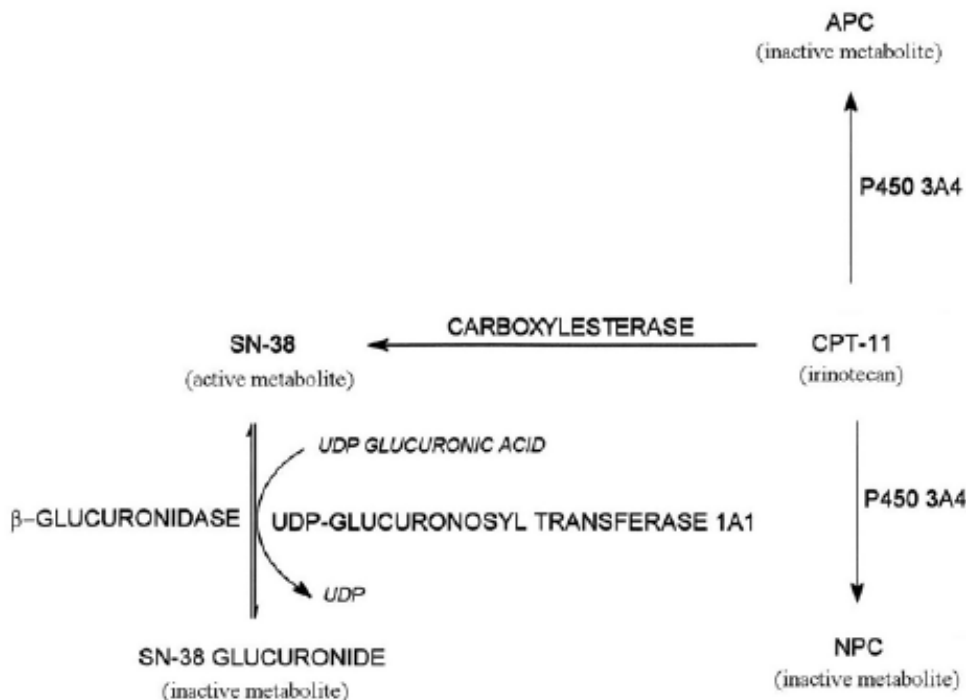 APC
(inactive metabolite)
P450 3A4
CARBOXYLESTERASE
SN-38
(active metabolite)
CPT-11
(irinotecan)
UDP GLUCURONIC ACID
β-GLUCURONIDASE
UDP-GLUCURONOSYL TRANSFERASE 1A1
P450 3A4
UDP
SN-38 GLUCURONIDE
(inactive metabolite)
NPC
(inactive metabolite)